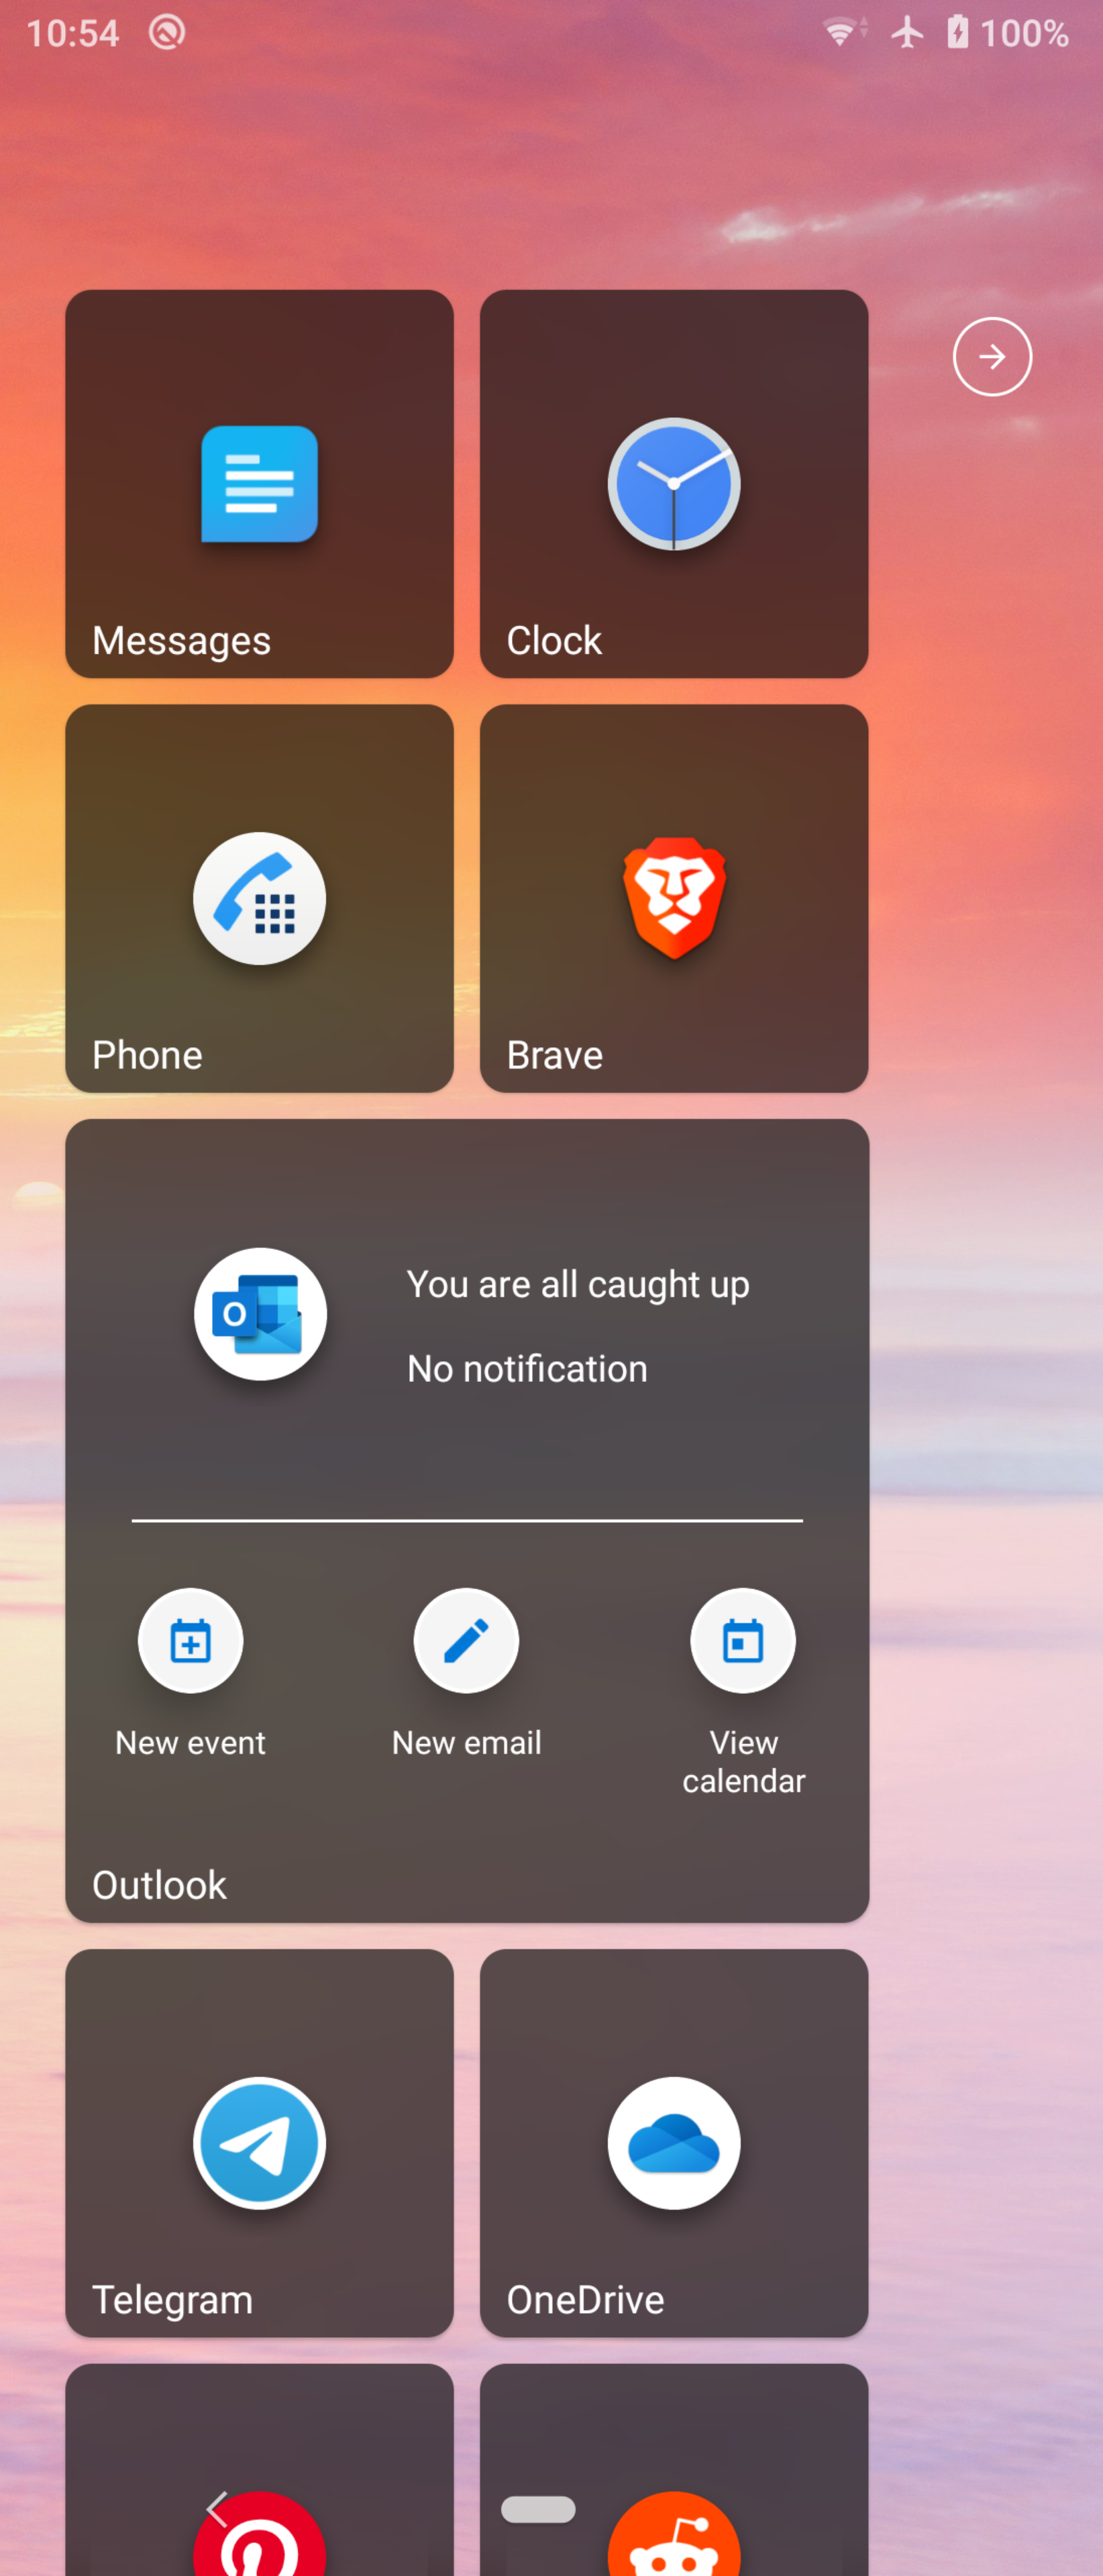 10:54
100%
Messages
Clock
Phone
Brave
You are all caught up
No notification
New event
New email
View
calendar
Outlook
Telegram
OneDrive